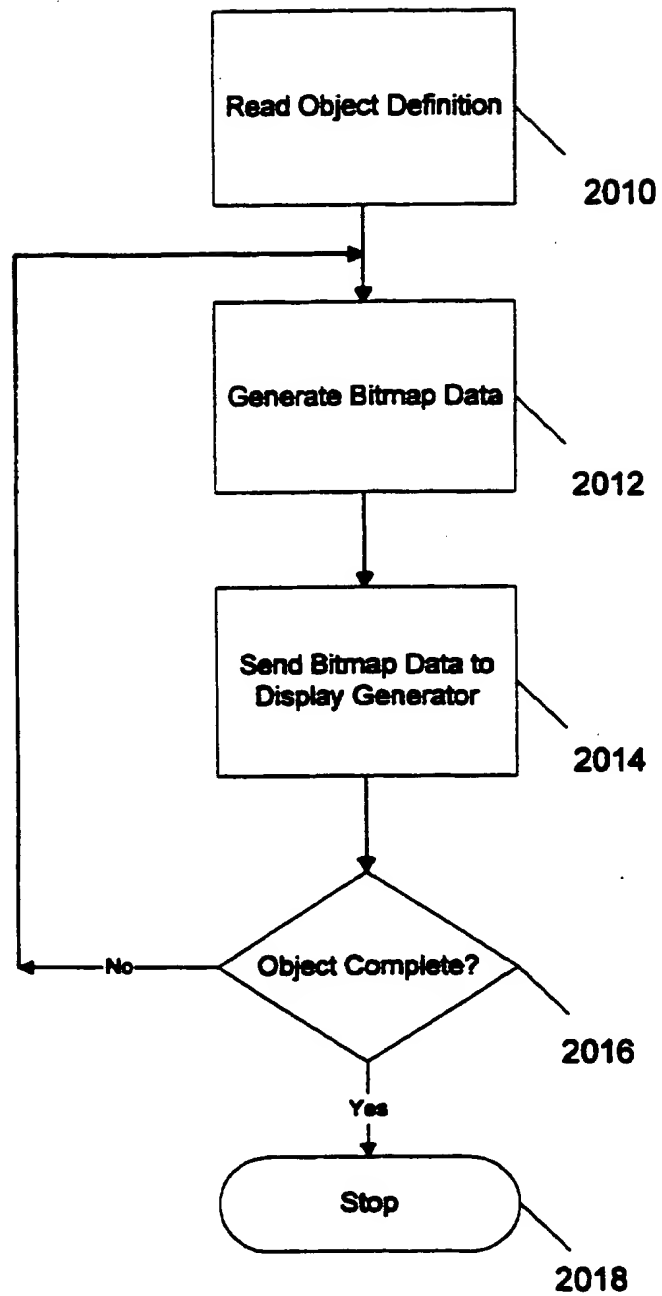 Read Object Definition
2010
Generate Bitmap Data
2012
Send Bitmap Data to
Display Generator
2014
Object Complete?
No
2016
Yes
Stop
2018